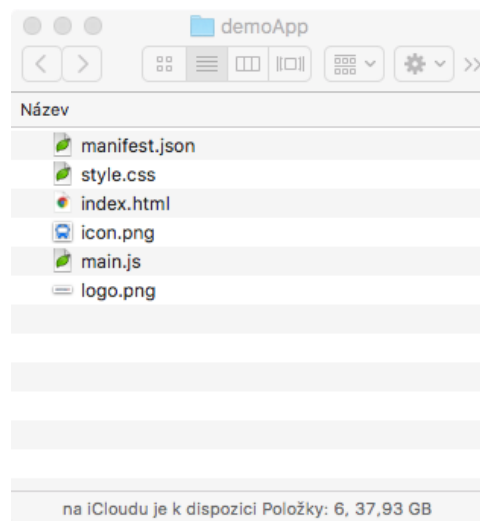 demoApp
Název
manifest.json
style.css
index.html
icon.png
main.js
logo.png
na iCloudu je k dispozici Položky: 6, 37,93 GB